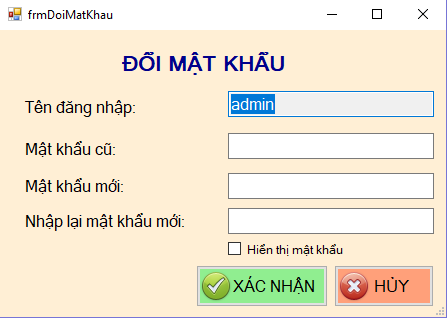 frmDoiMatKhau
ĐỔI MẬT KHẨU
Tên đăng nhập: admin
Mật khẩu cũ:
Mật khẩu mới:
Nhập lại mật khẩu mới:
Hiển thị mật khẩu
XÁC NHẬN HỦY